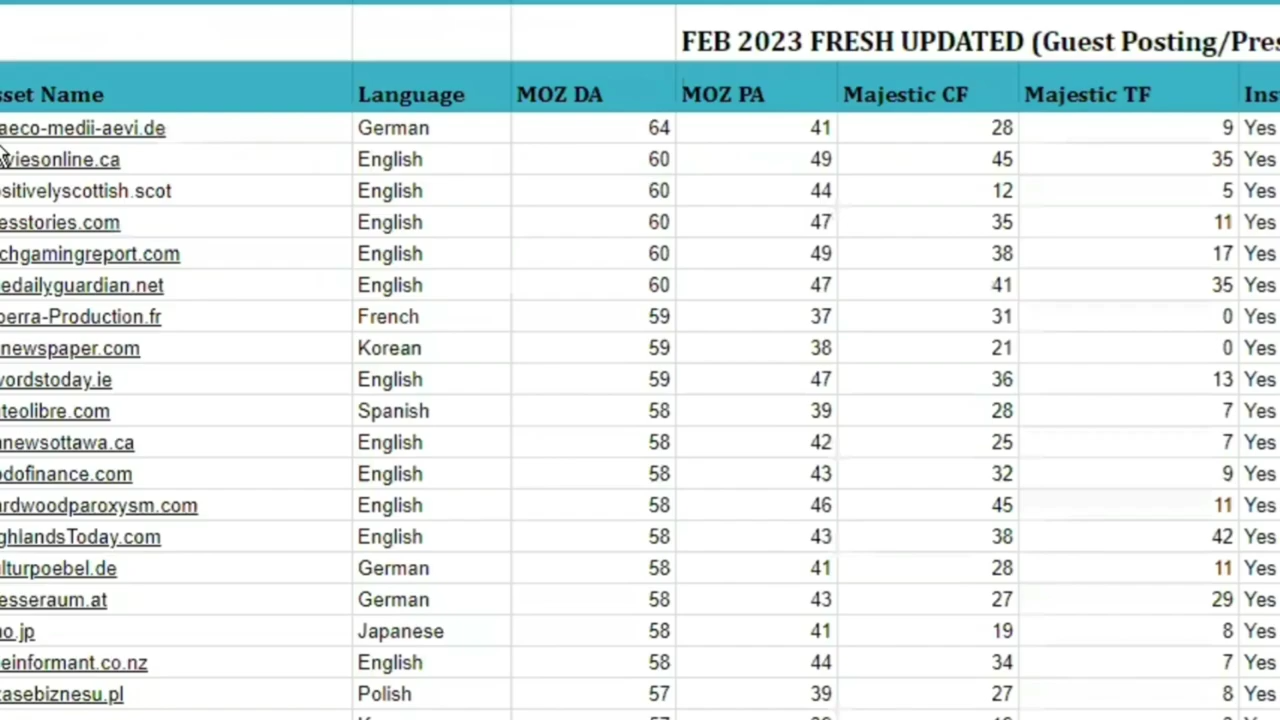 FEB 2023 FRESH UPDATED (Guest Posting/Pres
sset Name Language MOZ DA MOZ PA Majestic CF Majestic TF Ins
aeco-medii-aevi.de German 64 41 28 9 Yes
viesonline.ca English 60 49 45 35 Yes
sitivelyscottish.scot English 60 44 12 5 Yes
esstories.com English 60 47 35 11 Yes
chgamingreport.com English 60 49 38 17 Yes
edailyguardian.net English 60 47 41 35 Yes
perra-Production.fr French 59 37 31 0 Yes
newspaper.com Korean 59 38 21 0 Yes
vordstoday.ie English 59 47 36 13 Yes
teolibre.com Spanish 58 39 28 7 Yes
nnewsottawa.ca English 58 42 25 7 Yes
odofinance.com English 58 43 32 9 Yes
ardwoodparoxysm.com English 58 46 45 11 Yes
ghlandsToday.com English 58 43 38 42 Yes
ulturpoebel.de German 58 41 28 11 Yes
esseraum.at German 58 43 27 29 Yes
no.jp Japanese 58 41 19 8 Yes
einformant.co.nz English 58 44 34 7 Yes
zasebiznesu.pl Polish 57 39 27 8 Yes